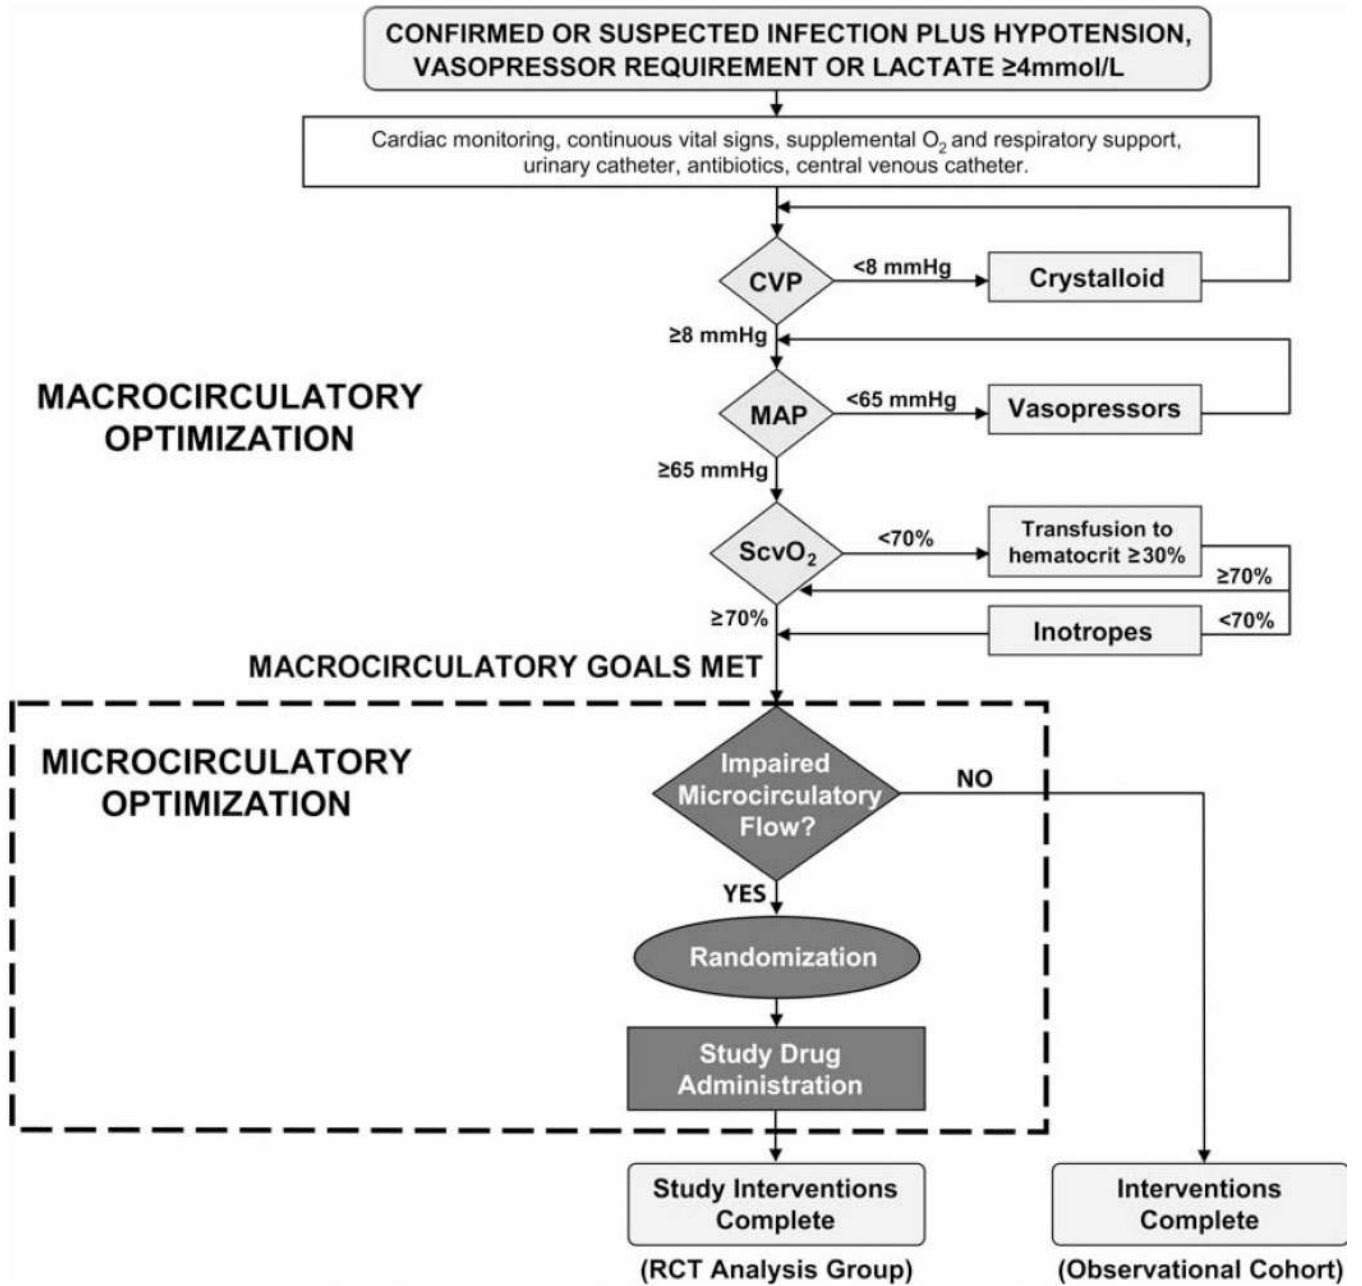 CONFIRMED OR SUSPECTED INFECTION PLUS HYPOTENSION,
VASOPRESSOR REQUIREMENT OR LACTATE ≥4mmol/L
Cardiac monitoring, continuous vital signs, supplemental O₂ and respiratory support,
urinary catheter, antibiotics, central venous catheter.
CVP
<8 mmHg
Crystalloid
≥8 mmHg
MACROCIRCULATORY
OPTIMIZATION
MAP
<65 mmHg
Vasopressors
≥65 mmHg
ScvO₂
<70%
Transfusion to
hematocrit ≥30%
≥70%
≥70%
Inotropes
<70%
MACROCIRCULATORY GOALS MET
MICROCIRCULATORY
OPTIMIZATION
Impaired
Microcirculatory
Flow?
NO
YES
Randomization
Study Drug
Administration
Study Interventions
Complete
(RCT Analysis Group)
Interventions
Complete
(Observational Cohort)